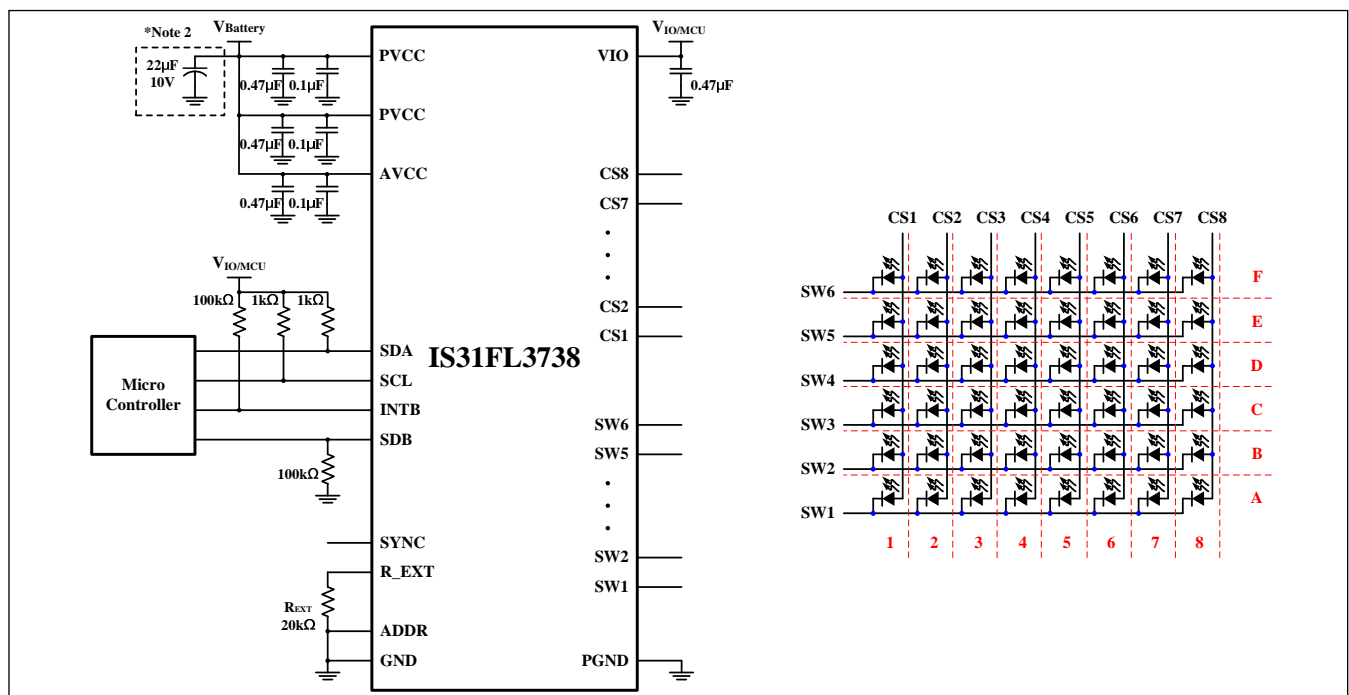 *Note 2
VBattery
22µF
10V
0.47µF 0.1µF
0.47µF 0.1µF
0.47µF 0.1µF
VIO/MCU
100kΩ 1kΩ 1kΩ
Micro
Controller
100kΩ
REXT
20kΩ
PVCC
PVCC
AVCC
SDA
SCL
INTB
SDB
SYNC
R_EXT
ADDR
GND
IS31FL3738
VIO
CS8
CS7
CS2
CS1
SW6
SW5
SW2
SW1
PGND
VIO/MCU
0.47µF
CS1 CS2 CS3 CS4 CS5 CS6 CS7 CS8
SW6 F
SW5 E
SW4 D
SW3 C
SW2 B
SW1 A
1 2 3 4 5 6 7 8